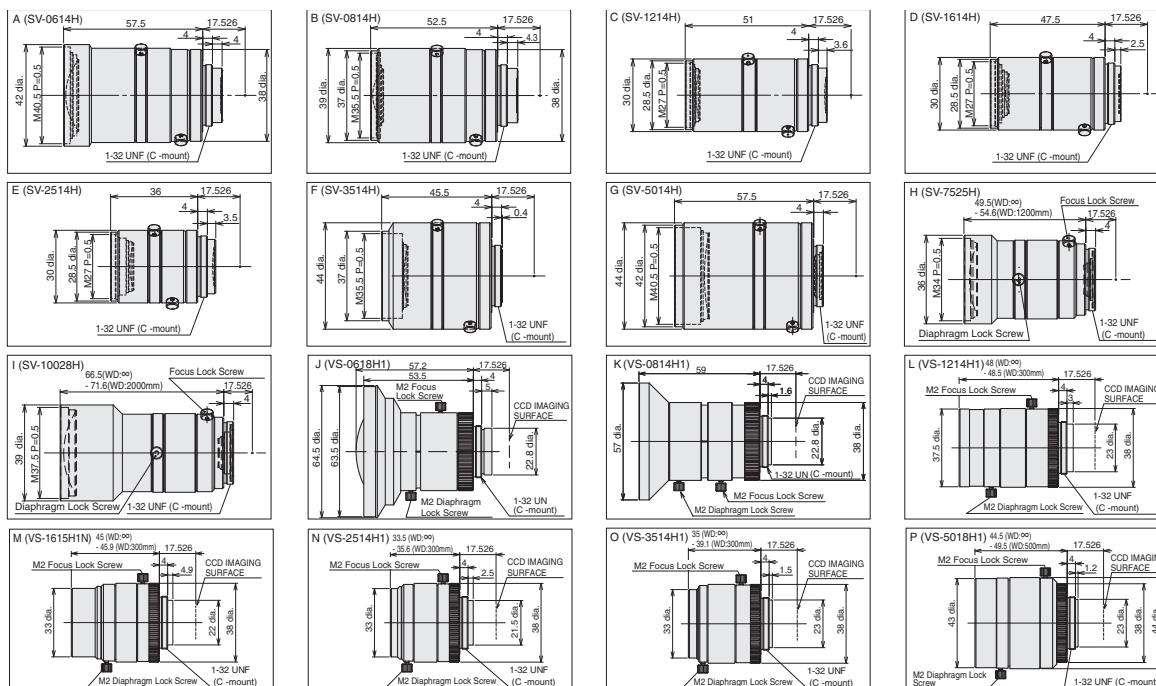 A (SV-0614H)
57.5
17.526
4
4
42 dia.
M40.5 P=0.5
38 dia.
1-32 UNF (C -mount)
B (SV-0814H)
52.5
17.526
4
4.3
39 dia.
37 dia.
M35.5 P=0.5
38 dia.
1-32 UNF (C -mount)
C (SV-1214H)
51
17.526
4
3.6
30 dia.
28.5 dia.
M27 P=0.5
1-32 UNF (C -mount)
D (SV-1614H)
47.5
17.526
4
2.5
30 dia.
28.5 dia.
M27 P=0.5
1-32 UNF (C -mount)
E (SV-2514H)
36
17.526
4
3.5
30 dia.
28.5 dia.
M27 P=0.5
1-32 UNF (C -mount)
F (SV-3514H)
45.5
17.526
4
0.4
44 dia.
37 dia.
M35.5 P=0.5
1-32 UNF
(C -mount)
G (SV-5014H)
57.5
17.526
4
44 dia.
42 dia.
M40.5 P=0.5
1-32 UNF
(C -mount)
H (SV-7525H)
49.5(WD:∞)
- 54.6(WD:1200mm)
Focus Lock Screw
17.526
4
36 dia.
M34 P=0.5
Diaphragm Lock Screw
1-32 UNF
(C -mount)
I (SV-10028H)
66.5(WD:∞)
- 71.6(WD:2000mm)
Focus Lock Screw
17.526
4
39 dia.
M37.5 P=0.5
Diaphragm Lock Screw
1-32 UNF (C -mount)
J (VS-0618H1)
57.2
17.526
53.5
4
5
M2 Focus
Lock Screw
CCD IMAGING
SURFACE
64.5 dia.
63.5 dia.
22.8 dia.
M2 Diaphragm
Lock Screw
1-32 UN
(C -mount)
K (VS-0814H1)
59
17.526
4
1.6
CCD IMAGING
SURFACE
57 dia.
22.8 dia.
38 dia.
1-32 UN (C -mount)
M2 Focus Lock Screw
M2 Diaphragm Lock Screw
L (VS-1214H1)
48 (WD:∞)
- 48.5 (WD:300mm)
17.526
M2 Focus Lock Screw
4
3
CCD IMAGING
SURFACE
37.5 dia.
23 dia.
38 dia.
M2 Diaphragm Lock Screw
1-32 UNF
(C -mount)
M (VS-1615H1N)
45 (WD:∞)
- 45.9 (WD:300mm)
17.526
M2 Focus Lock Screw
4
4.9
CCD IMAGING
SURFACE
33 dia.
22 dia.
38 dia.
M2 Diaphragm Lock Screw
1-32 UNF
(C -mount)
N (VS-2514H1)
33.5 (WD:∞)
- 35.6 (WD:300mm)
17.526
M2 Focus Lock Screw
4
2.5
CCD IMAGING
SURFACE
33 dia.
21.5 dia.
38 dia.
M2 Diaphragm Lock Screw
1-32 UNF
(C -mount)
O (VS-3514H1)
35 (WD:∞)
- 39.1 (WD:300mm)
17.526
M2 Focus Lock Screw
4
1.5
CCD IMAGING
SURFACE
33 dia.
23 dia.
38 dia.
M2 Diaphragm Lock Screw
1-32 UNF
(C -mount)
P (VS-5018H1)
44.5 (WD:∞)
- 49.5 (WD:500mm)
17.526
M2 Focus Lock Screw
4
1.2
CCD IMAGING
SURFACE
43 dia.
23 dia.
38 dia.
44 dia.
M2 Diaphragm Lock
Screw
1-32 UNF (C -mount)